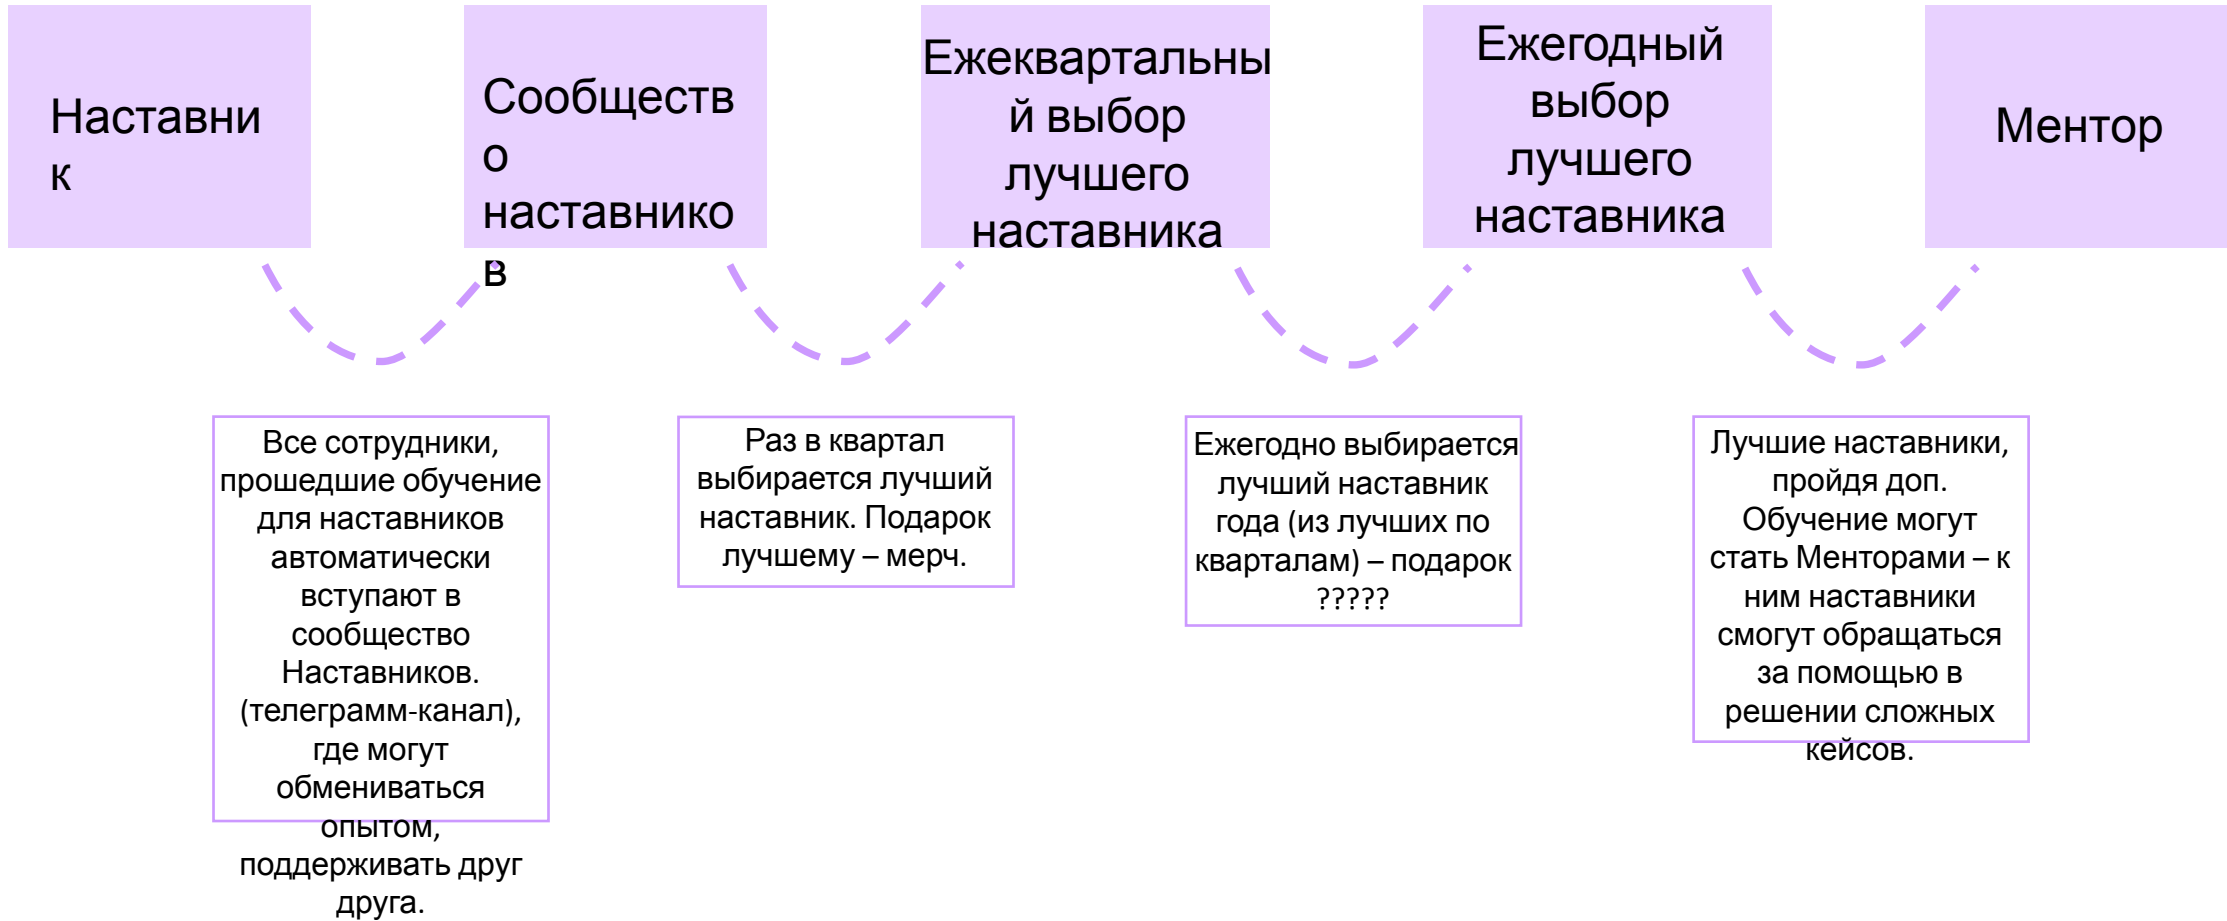 Наставни
к
Сообществ
о
наставнико
в
Ежеквартальны
й выбор
лучшего
наставника
Ежегодный
выбор
лучшего
наставника
Ментор
Все сотрудники,
прошедшие обучение
для наставников
автоматически
вступают в
сообщество
Наставников.
(телеграмм-канал),
где могут
обмениваться
опытом,
поддерживать друг
друга.
Раз в квартал
выбирается лучший
наставник. Подарок
лучшему – мерч.
Ежегодно выбирается
лучший наставник
года (из лучших по
кварталам) – подарок
?????
Лучшие наставники,
пройдя доп.
Обучение могут
стать Менторами – к
ним наставники
смогут обращаться
за помощью в
решении сложных
кейсов.